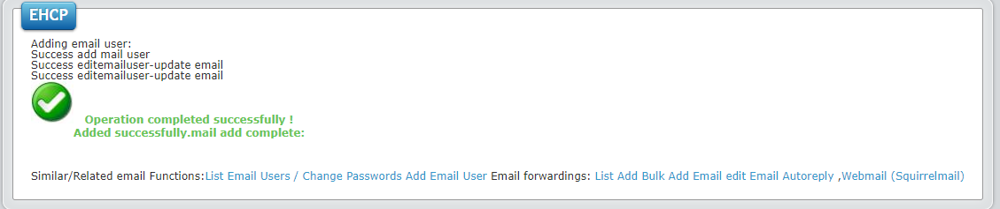 EHCP
Adding email user:
Success add mail user
Success editemailuser-update email
Success editemailuser-update email
Operation completed successfully !
Added successfully.mail add complete:
Similar/Related email Functions:List Email Users / Change Passwords Add Email User Email forwardings: List Add Bulk Add Email edit Email Autoreply ,Webmail (Squirrelmail)